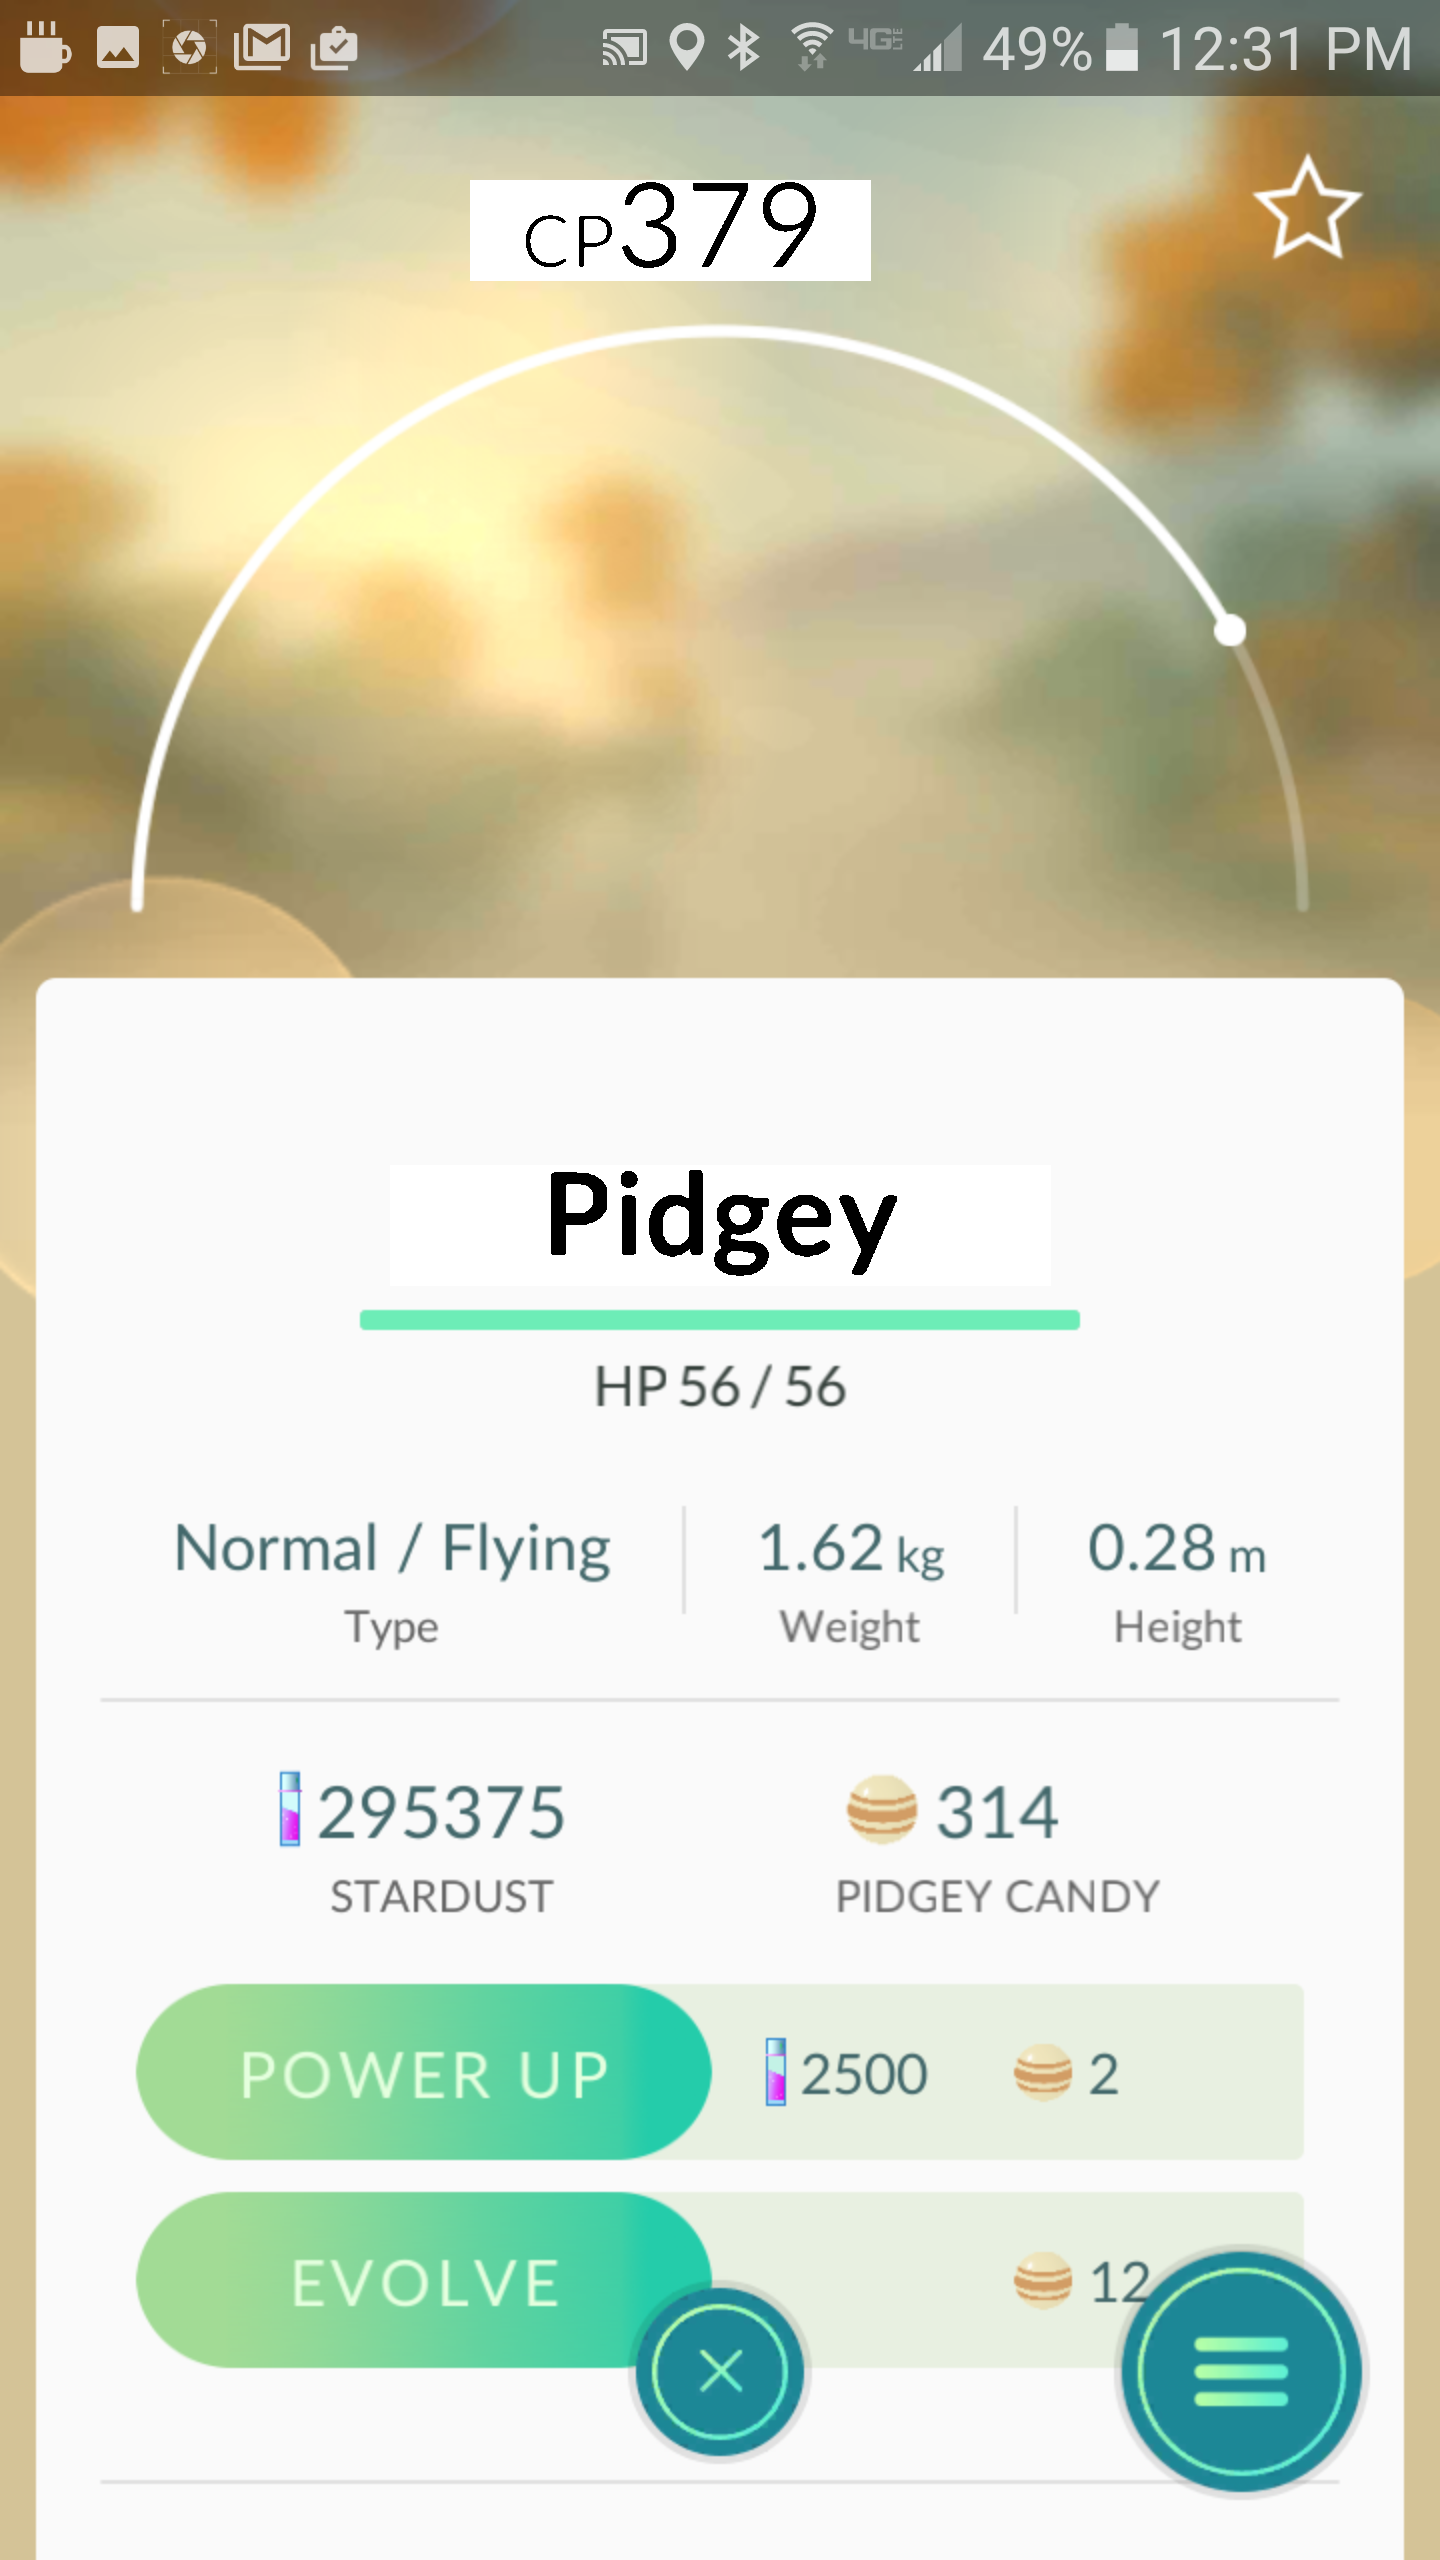 4G LTE 49% 12:31 PM
CP379
Pidgey
HP 56 / 56
Normal / Flying 1.62 kg 0.28 m
Type Weight Height
295375 314
STARDUST PIDGEY CANDY
POWER UP 2500 2
EVOLVE 12